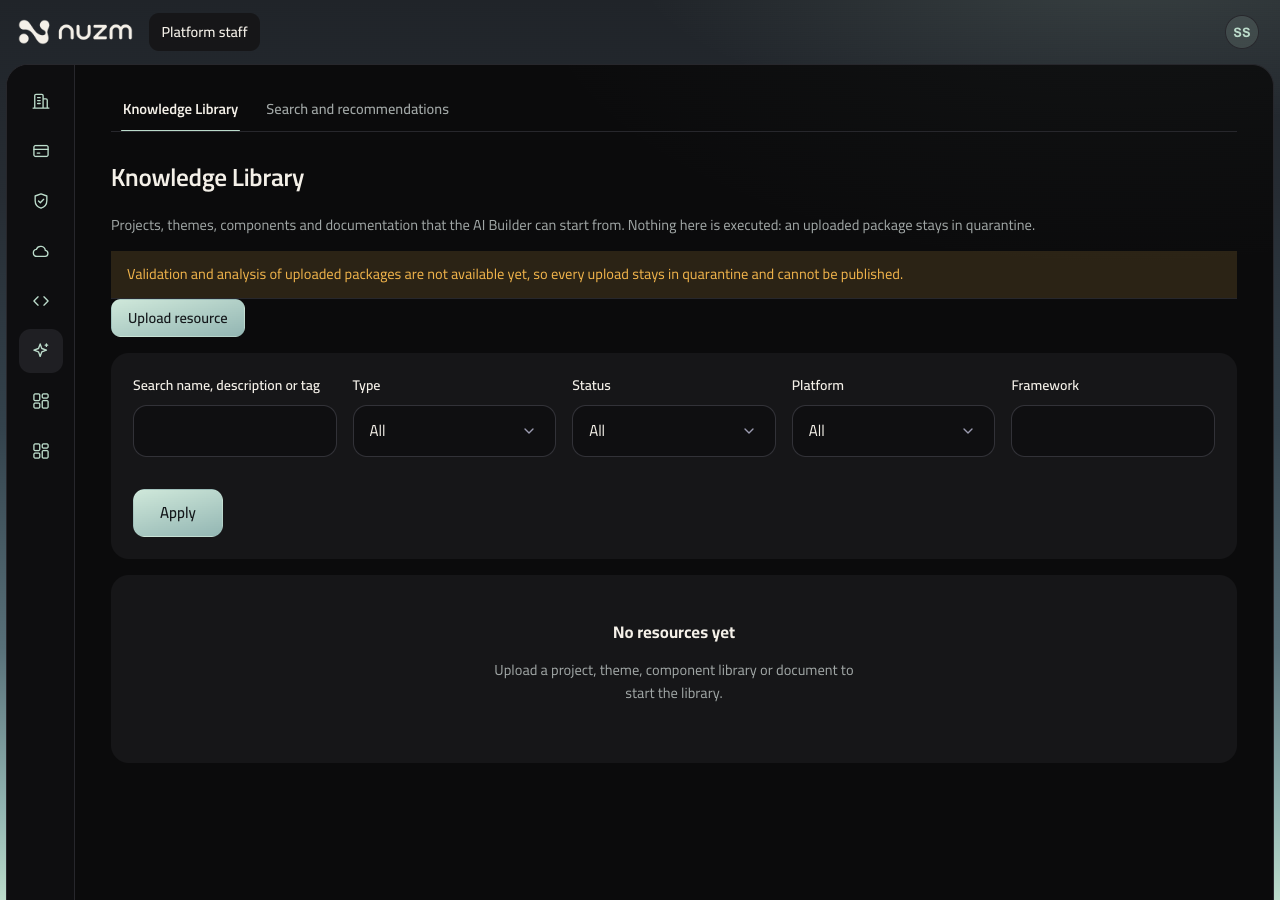 nuzm
Platform staff
SS
Knowledge Library
Search and recommendations
Knowledge Library
Projects, themes, components and documentation that the AI Builder can start from. Nothing here is executed: an uploaded package stays in quarantine.
Validation and analysis of uploaded packages are not available yet, so every upload stays in quarantine and cannot be published.
Upload resource
Search name, description or tag
Type
Status
Platform
Framework
All
All
All
Apply
No resources yet
Upload a project, theme, component library or document to
start the library.